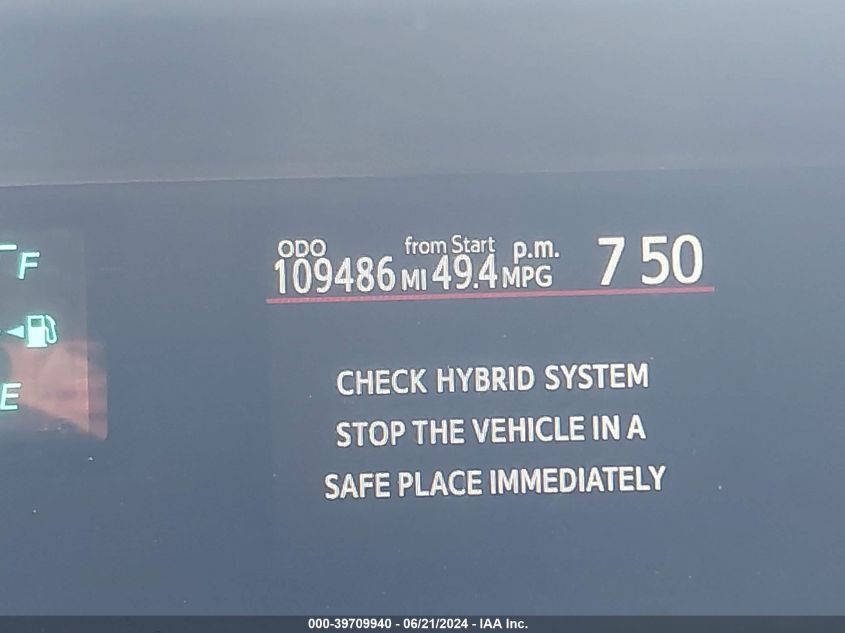 ODO from Start p.m. 7 50
109486 MI 49.4 MPG
F
CHECK HYBRID SYSTEM
E
STOP THE VEHICLE IN A
SAFE PLACE IMMEDIATELY
000-39709940 - 06/21/2024 - IAA Inc.